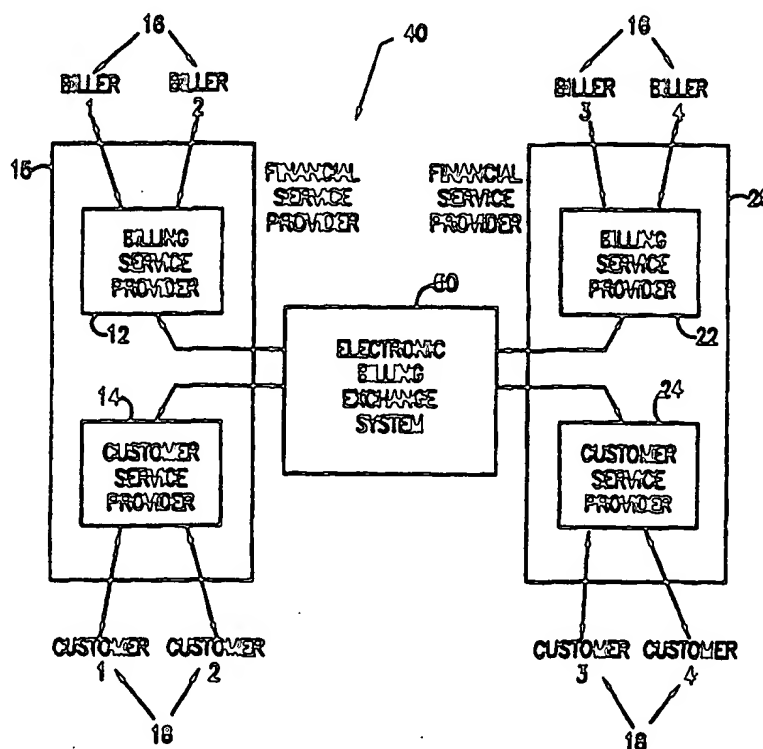 16
40
16
BILLER
1
BILLER
2
BILLER
3
BILLER
4
15
FINANCIAL
SERVICE
PROVIDER
FINANCIAL
SERVICE
PROVIDER
BILLING
SERVICE
PROVIDER
12
BILLING
SERVICE
PROVIDER
22
60
ELECTRONIC
BILLING
EXCHANGE
SYSTEM
14
CUSTOMER
SERVICE
PROVIDER
24
CUSTOMER
SERVICE
PROVIDER
CUSTOMER
1
CUSTOMER
2
CUSTOMER
3
CUSTOMER
4
18
18